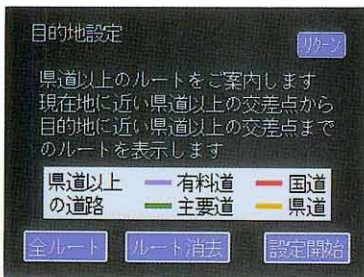 目的地設定
リターン
県道以上のルートをご案内します
現在地に近い県道以上の交差点から
目的地に近い県道以上の交差点まで
のルートを表示します
県道以上 有料道 国道
の道路 主要道 県道
全ルート ルート消去 設定開始